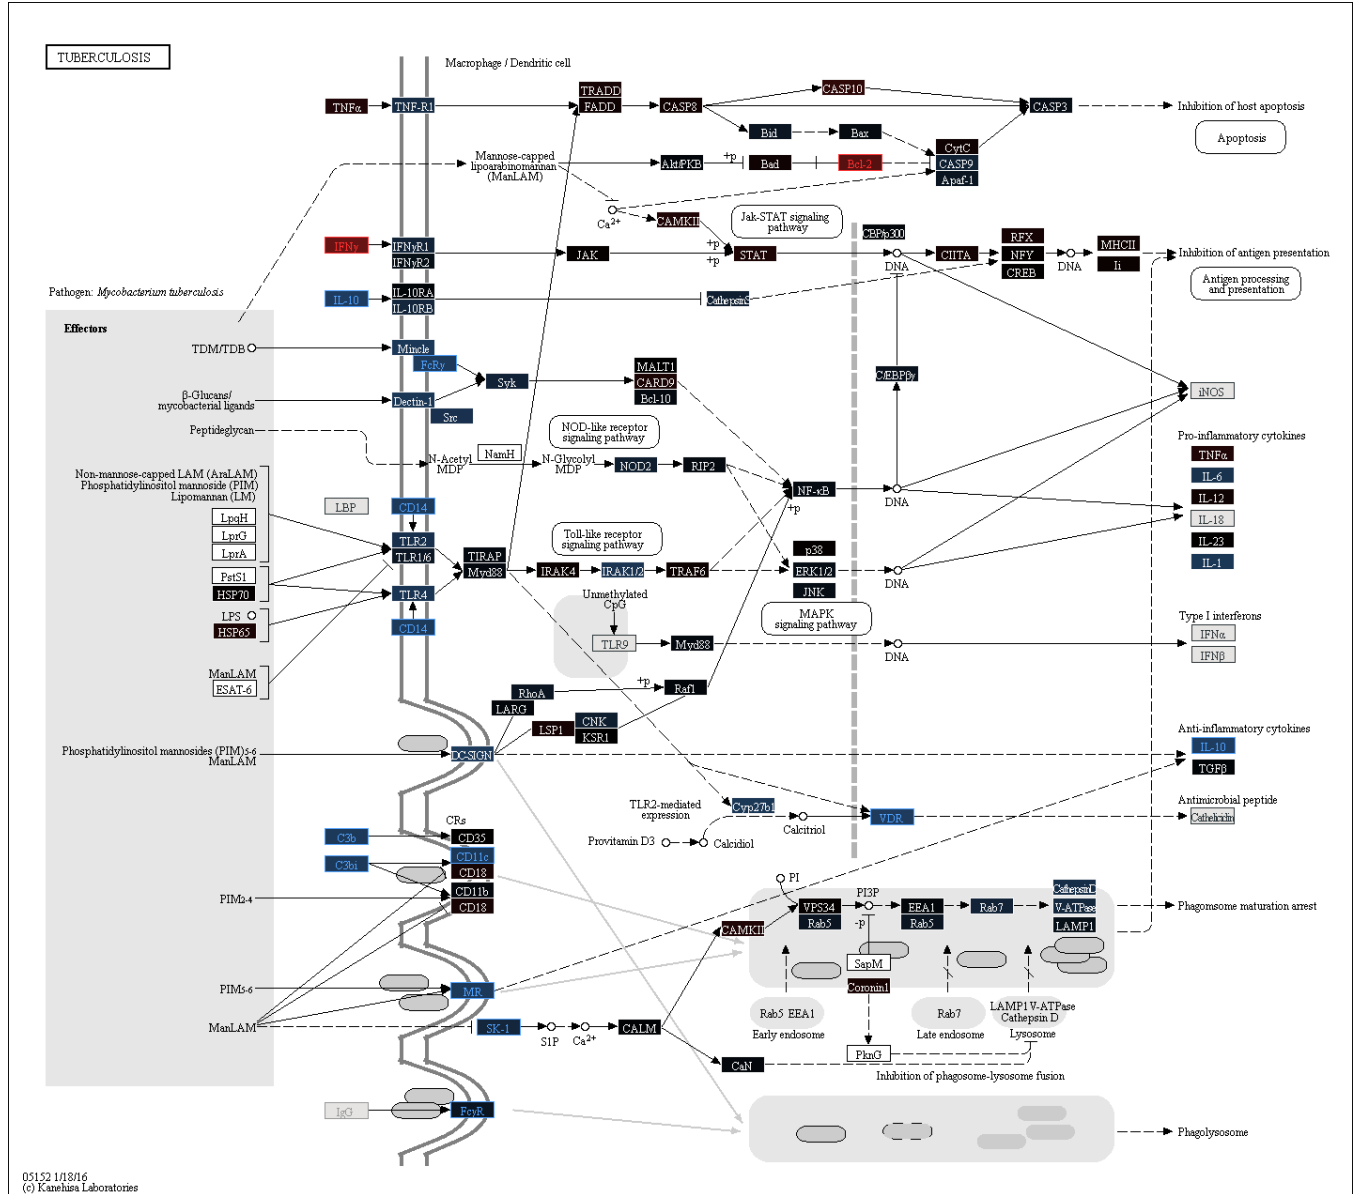 TUBERCULOSIS
Macrophage / Dendritic cell
TNFα
TNF-R1
TRADD
FADD
CASP8
CASP10
CASP3
Inhibition of host apoptosis
Bid
Bax
Apoptosis
Mannose-capped
lipoarabinomannan
(ManLAM)
Akt/PKB
+p
Bad
Bcl-2
CytC
CASP9
Apaf-1
Ca2+
CAMKII
Jak-STAT signaling
pathway
IFNγ
IFNγR1
IFNγR2
JAK
+p
+p
STAT
CBP/p300
DNA
CIITA
RFX
NFY
CREB
DNA
MHCII
Ii
Inhibition of antigen presentation
Antigen processing
and presentation
Pathogen: Mycobacterium tuberculosis
IL-10
IL-10RA
IL-10RB
CathepsinS
Effectors
TDM/TDB
Mincle
FcRγ
Syk
MALT1
CARD9
Bcl-10
C/EBPβγ
iNOS
β-Glucans/
mycobacterial ligands
Dectin-1
Src
Peptideglycan
N-Acetyl
MDP
NamH
N-Glycolyl
MDP
NOD-like receptor
signaling pathway
NOD2
RIP2
Pro-inflammatory cytokines
TNFα
IL-6
IL-12
IL-18
IL-23
IL-1
Non-mannose-capped LAM (AraLAM)
Phosphatidylinositol mannoside (PIM)
Lipomannan (LM)
LpqH
LprG
LprA
PstS1
HSP70
LPS
HSP65
ManLAM
ESAT-6
LBP
CD14
TLR2
TLR1/6
TLR4
CD14
TIRAP
Myd88
Toll-like receptor
signaling pathway
IRAK4
IRAK1/2
TRAF6
NF-κB
+p
DNA
p38
ERK1/2
JNK
DNA
MAPK
signaling pathway
Unmethylated
CpG
TLR9
Myd88
DNA
Type I interferons
IFNα
IFNβ
RhoA
LARG
+p
Raf1
LSP1
CNK
KSR1
Phosphatidylinositol mannosides (PIM)5-6
ManLAM
DC-SIGN
Anti-inflammatory cytokines
IL-10
TGFβ
TLR2-mediated
expression
Cyp27b1
Provitamin D3
Calcidiol
Calcitriol
VDR
Antimicrobial peptide
Cathelicidin
CRs
C3b
CD35
C3bi
CD11c
CD18
CD11b
CD18
PIM2-4
PI
VPS34
Rab5
PI3P
-p
EEA1
Rab5
Rab7
CathepsinD
V-ATPase
LAMP1
Phagomsome maturation arrest
CAMKII
SapM
Coronin1
PIM5-6
MR
Rab5 EEA1
Early endosome
Rab7
Late endosome
LAMP1V-ATPase
Cathepsin D
Lysosome
ManLAM
SK-1
S1P
Ca2+
CALM
CaN
PknG
Inhibition of phagosome-lysosome fusion
IgG
FcγR
Phagolysosome
05152 1/18/16
(c) Kanehisa Laboratories